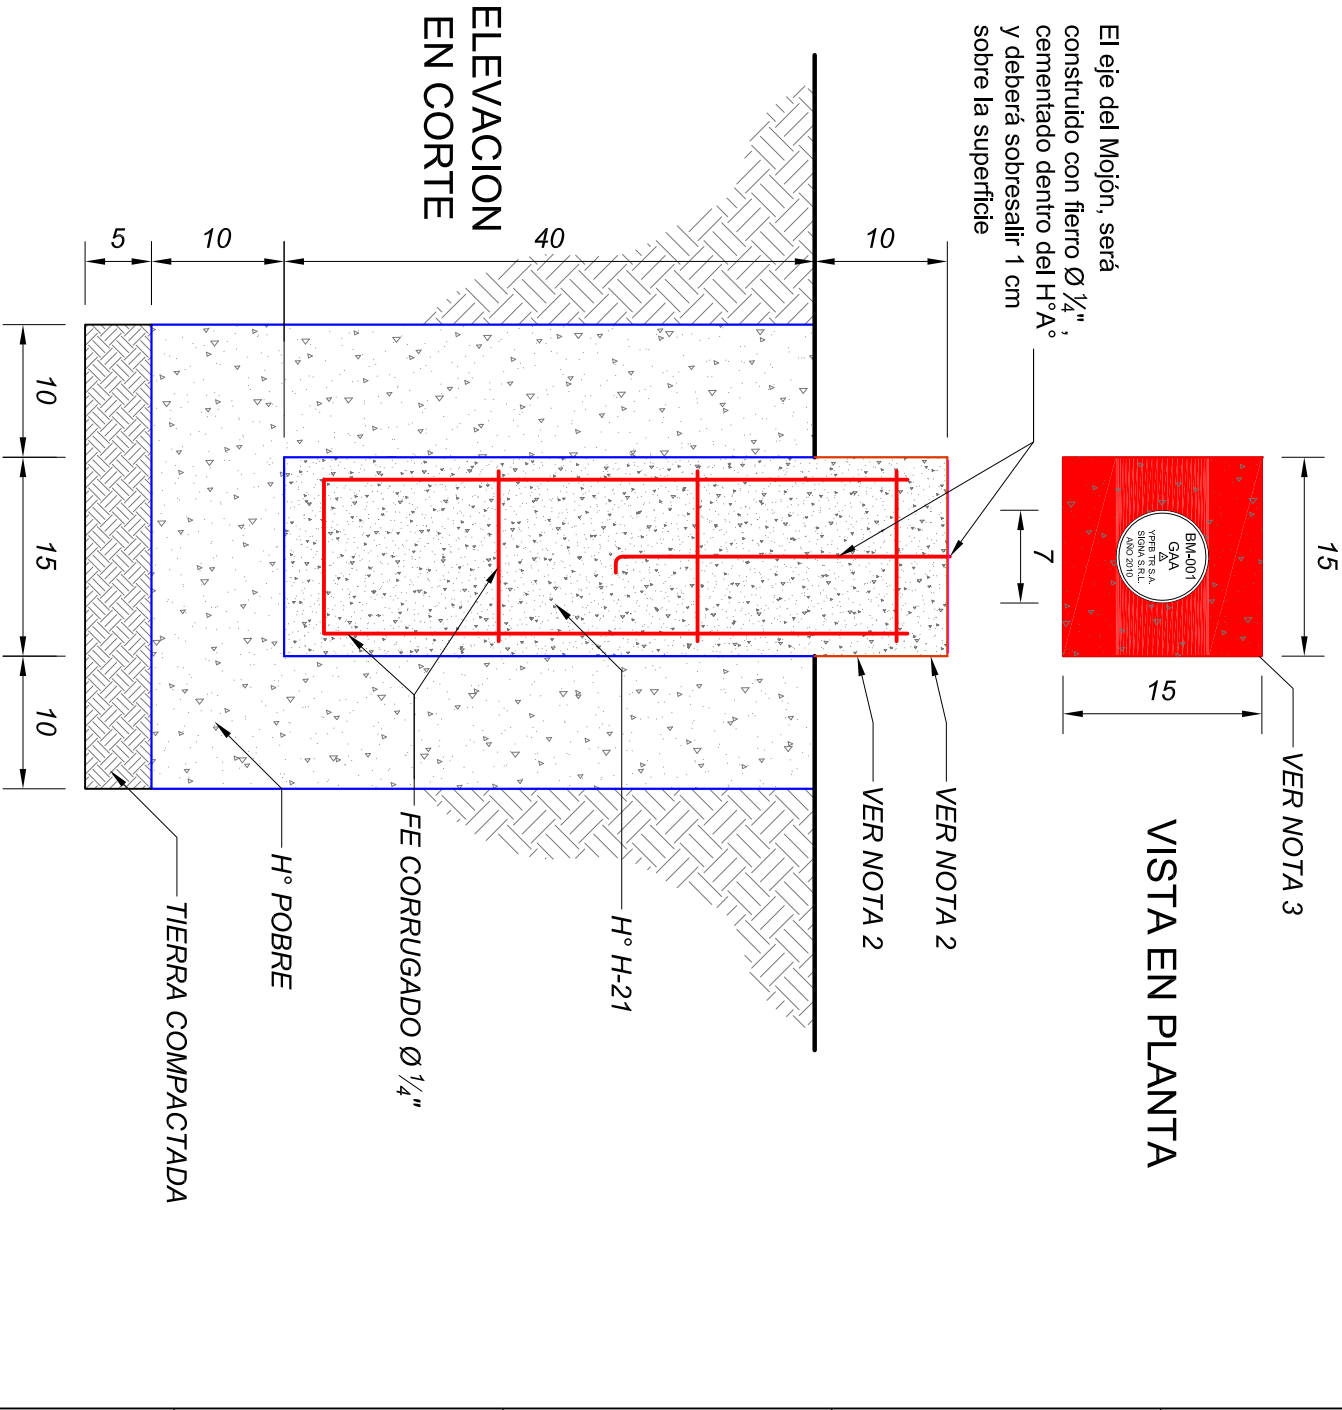 El eje del Mojón, será
construido con fierro Ø ¼" ,
cementado dentro del H°A°
y deberá sobresalir 1 cm
sobre la superficie
15
15
7
BM-001
GAA
YPFB TR S.A.
SIGNA S.R.L.
AÑO 2010
VER NOTA 3
VISTA EN PLANTA
10
40
10
5
VER NOTA 2
VER NOTA 2
H° H-21
FE CORRUGADO Ø ¼"
H° POBRE
TIERRA COMPACTADA
10
15
10
ELEVACION
EN CORTE